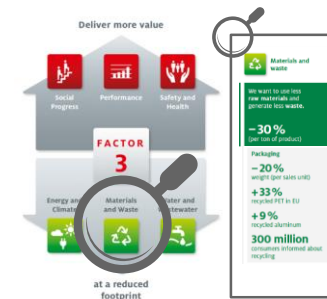 Deliver more value
Social
Progress
Performance
Safety and
Health
FACTOR
3
Energy and
Climate
Materials
and Waste
Water and
Wastewater
at a reduced
footprint
Materials and
waste
We want to use less
raw materials and
generate less waste.
–30 %
(per ton of product)
Packaging
–20 %
weight (per sales unit)
+33 %
recycled PET in EU
+9 %
recycled aluminum
300 million
consumers informed about
recycling